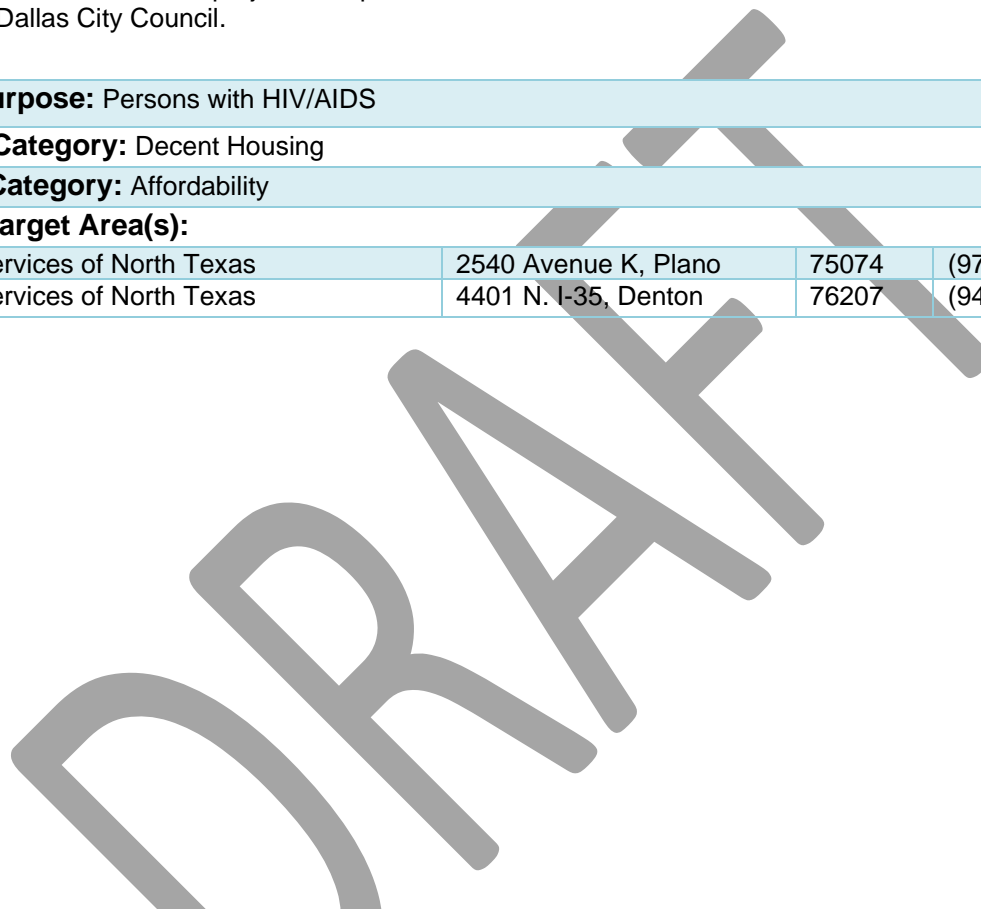 Dallas City Council.
urpose: Persons with HIV/AIDS
Category: Decent Housing
Category: Affordability
arget Area(s):
ervices of North Texas 2540 Avenue K, Plano 75074 (97
ervices of North Texas 4401 N. I-35, Denton 76207 (94
DRAFT